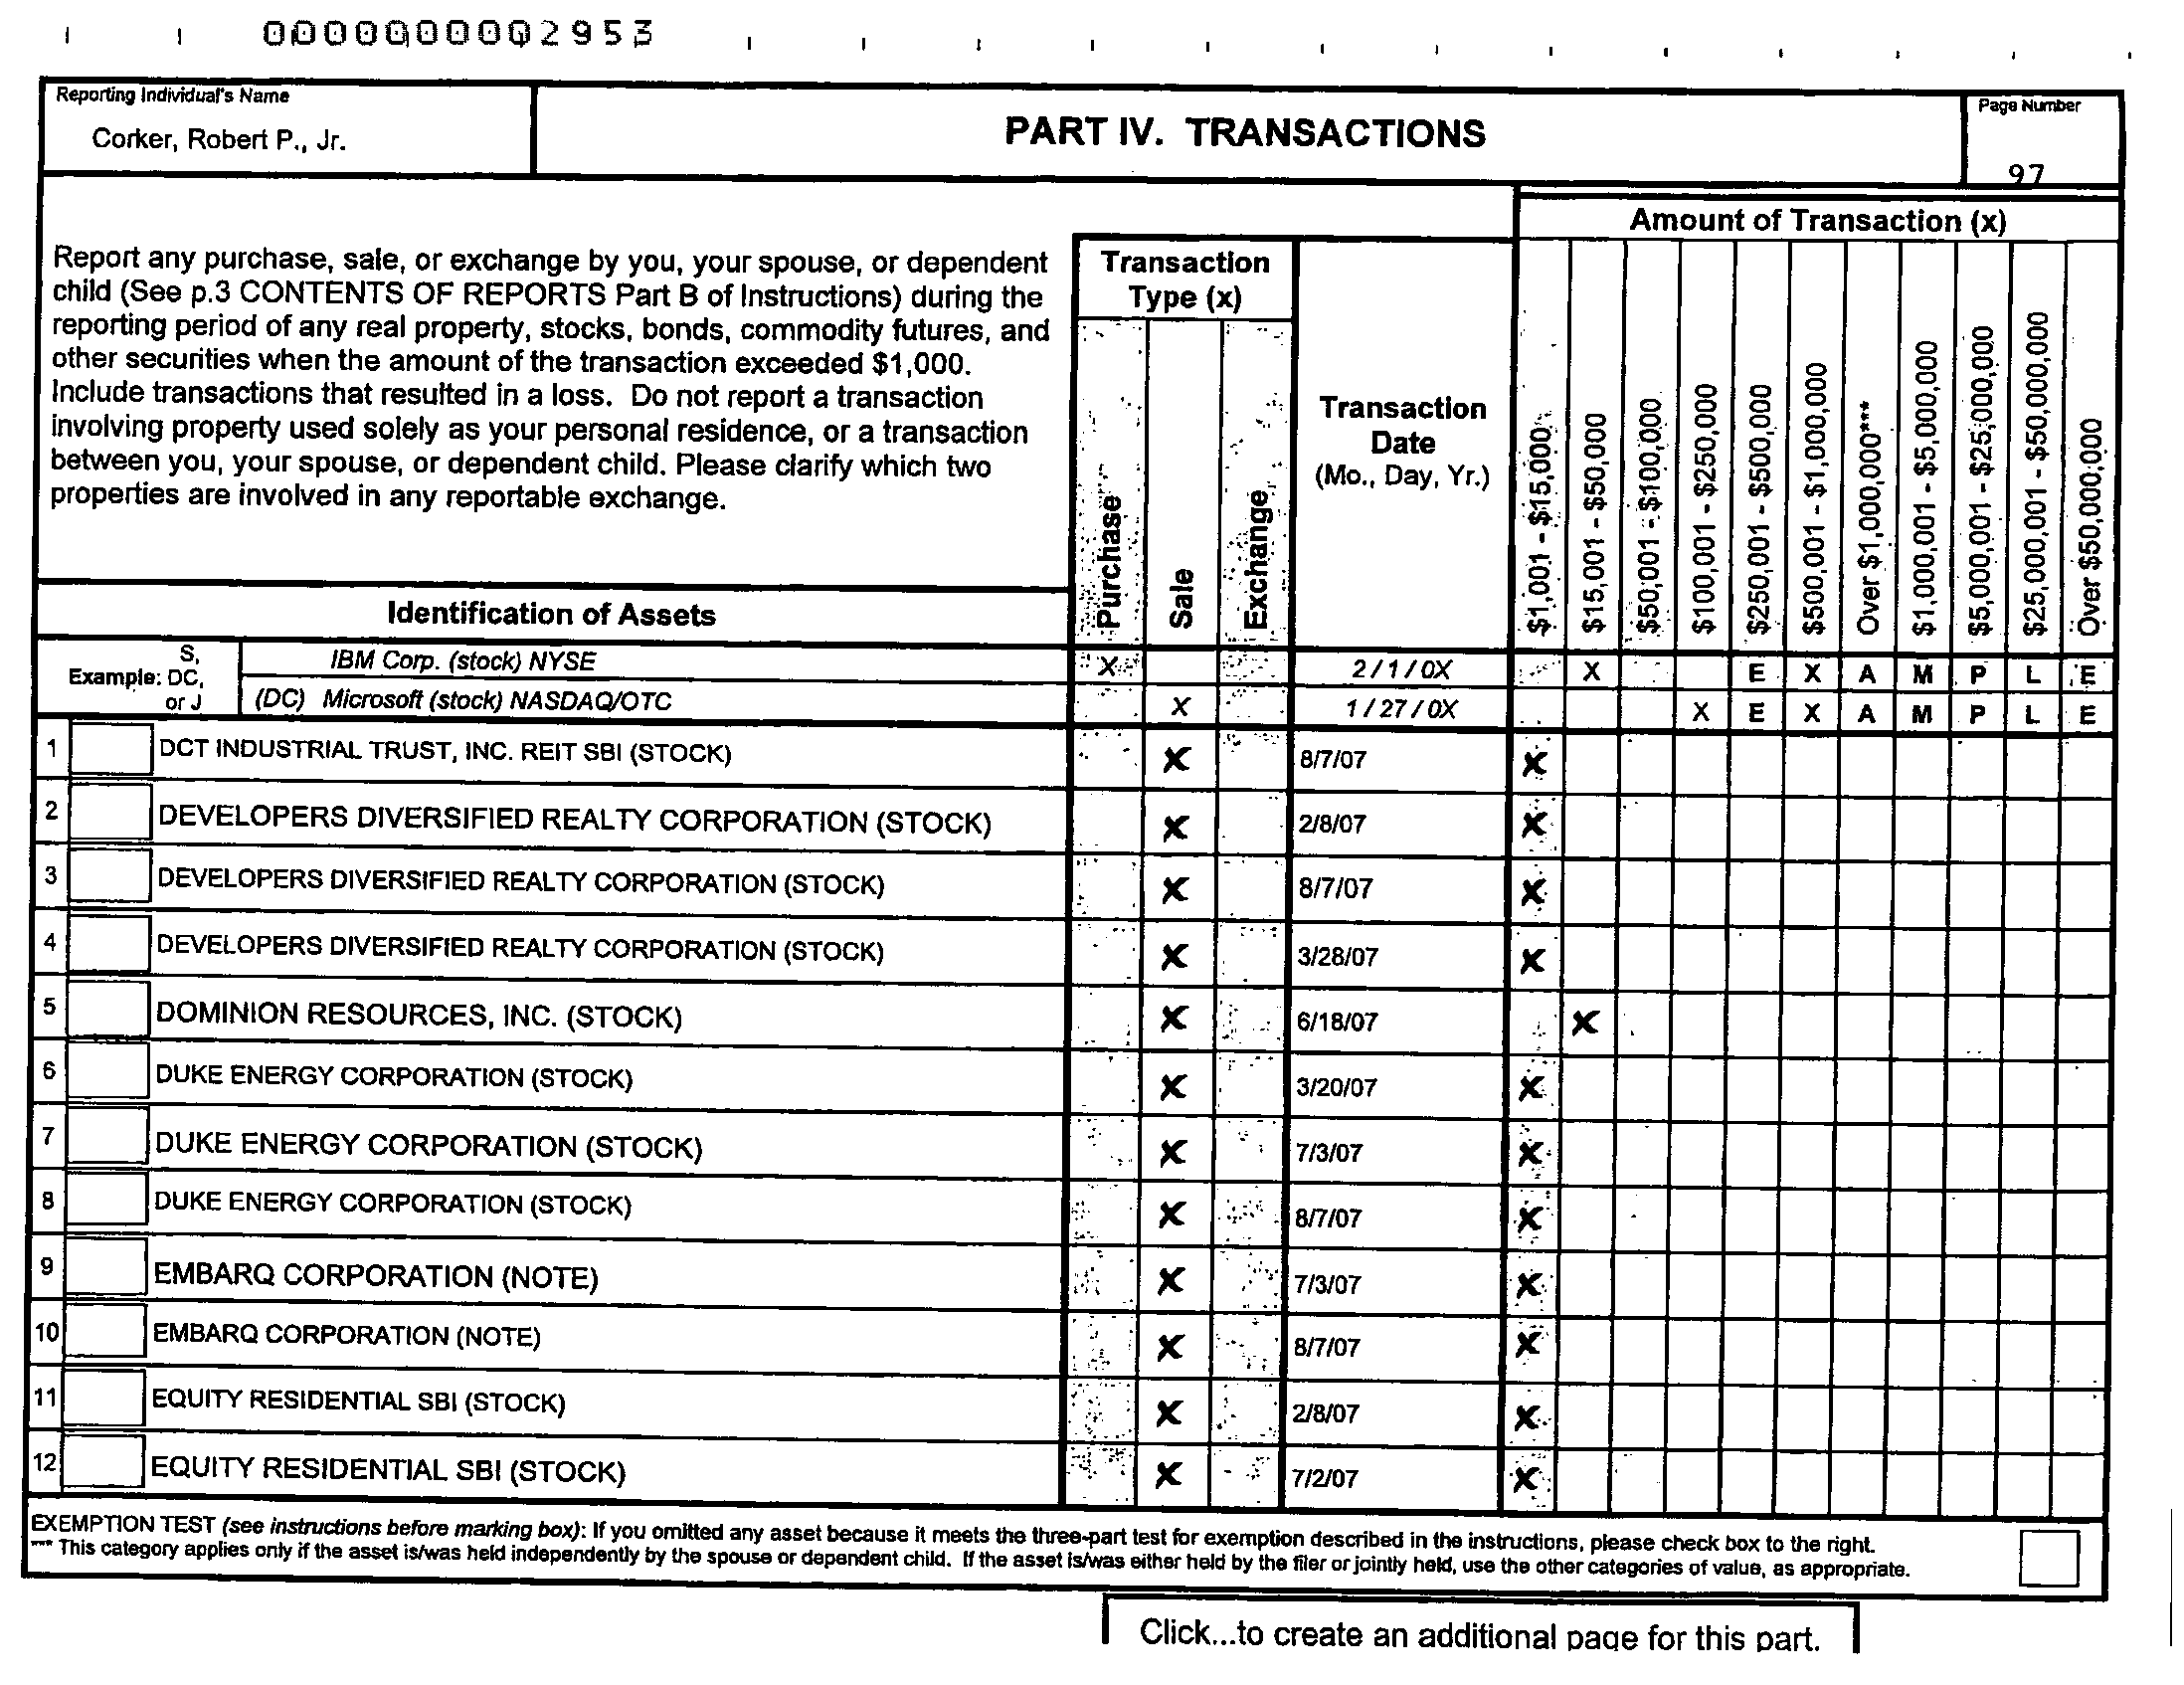 0000000002953
Reporting Individual's Name
Corker, Robert P., Jr.
PART IV. TRANSACTIONS
Page Number
97
Report any purchase, sale, or exchange by you, your spouse, or dependent
child (See p.3 CONTENTS OF REPORTS Part B of Instructions) during the
reporting period of any real property, stocks, bonds, commodity futures, and
other securities when the amount of the transaction exceeded $1,000.
Include transactions that resulted in a loss. Do not report a transaction
involving property used solely as your personal residence, or a transaction
between you, your spouse, or dependent child. Please clarify which two
properties are involved in any reportable exchange.
Identification of Assets
Transaction
Type (x)
Purchase
Sale
Exchange
Transaction
Date
(Mo., Day, Yr.)
Amount of Transaction (x)
$1,001 - $15,000
$15,001 - $50,000
$50,001 - $100,000
$100,001 - $250,000
$250,001 - $500,000
$500,001 - $1,000,000
Over $1,000,000***
$1,000,001 - $5,000,000
$5,000,001 - $25,000,000
$25,000,001 - $50,000,000
Over $50,000,000
Example: S, DC, or J
IBM Corp. (stock) NYSE X 2 / 1 / 0X X E X A M P L E
(DC) Microsoft (stock) NASDAQ/OTC X 1 / 27 / 0X X E X A M P L E
1 DCT INDUSTRIAL TRUST, INC. REIT SBI (STOCK) X 8/7/07 X
2 DEVELOPERS DIVERSIFIED REALTY CORPORATION (STOCK) X 2/8/07 X
3 DEVELOPERS DIVERSIFIED REALTY CORPORATION (STOCK) X 8/7/07 X
4 DEVELOPERS DIVERSIFIED REALTY CORPORATION (STOCK) X 3/28/07 X
5 DOMINION RESOURCES, INC. (STOCK) X 6/18/07 X
6 DUKE ENERGY CORPORATION (STOCK) X 3/20/07 X
7 DUKE ENERGY CORPORATION (STOCK) X 7/3/07 X
8 DUKE ENERGY CORPORATION (STOCK) X 8/7/07 X
9 EMBARQ CORPORATION (NOTE) X 7/3/07 X
10 EMBARQ CORPORATION (NOTE) X 8/7/07 X
11 EQUITY RESIDENTIAL SBI (STOCK) X 2/8/07 X
12 EQUITY RESIDENTIAL SBI (STOCK) X 7/2/07 X
EXEMPTION TEST (see instructions before marking box): If you omitted any asset because it meets the three-part test for exemption described in the instructions, please check box to the right.
*** This category applies only if the asset is/was held independently by the spouse or dependent child. If the asset is/was either held by the filer or jointly held, use the other categories of value, as appropriate.
Click...to create an additional page for this part.